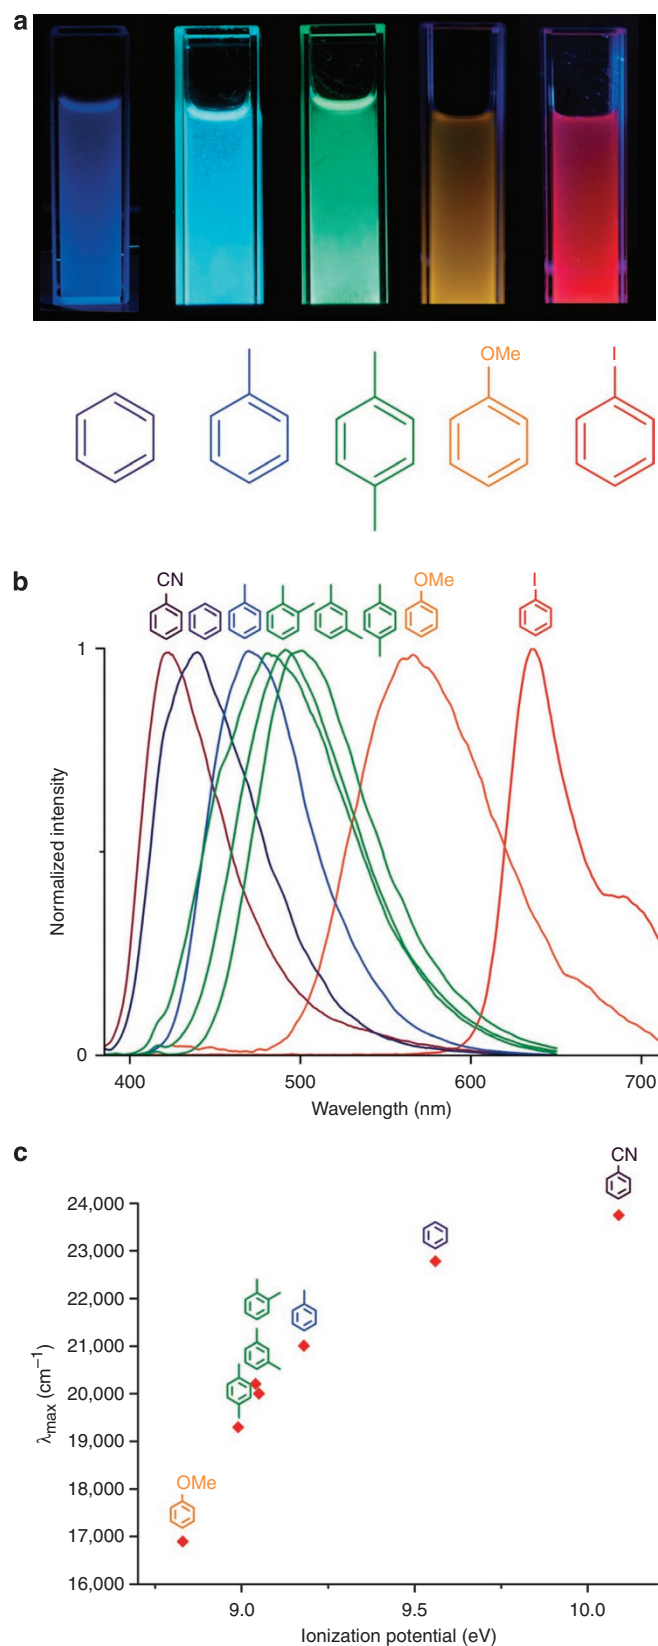 a
OMe
I
b
CN
OMe
I
1
Normalized intensity
0
400
500
600
700
Wavelength (nm)
c
CN
24,000
23,000
22,000
21,000
20,000
19,000
18,000
OMe
17,000
16,000
λmax (cm⁻¹)
9.0
9.5
10.0
Ionization potential (eV)